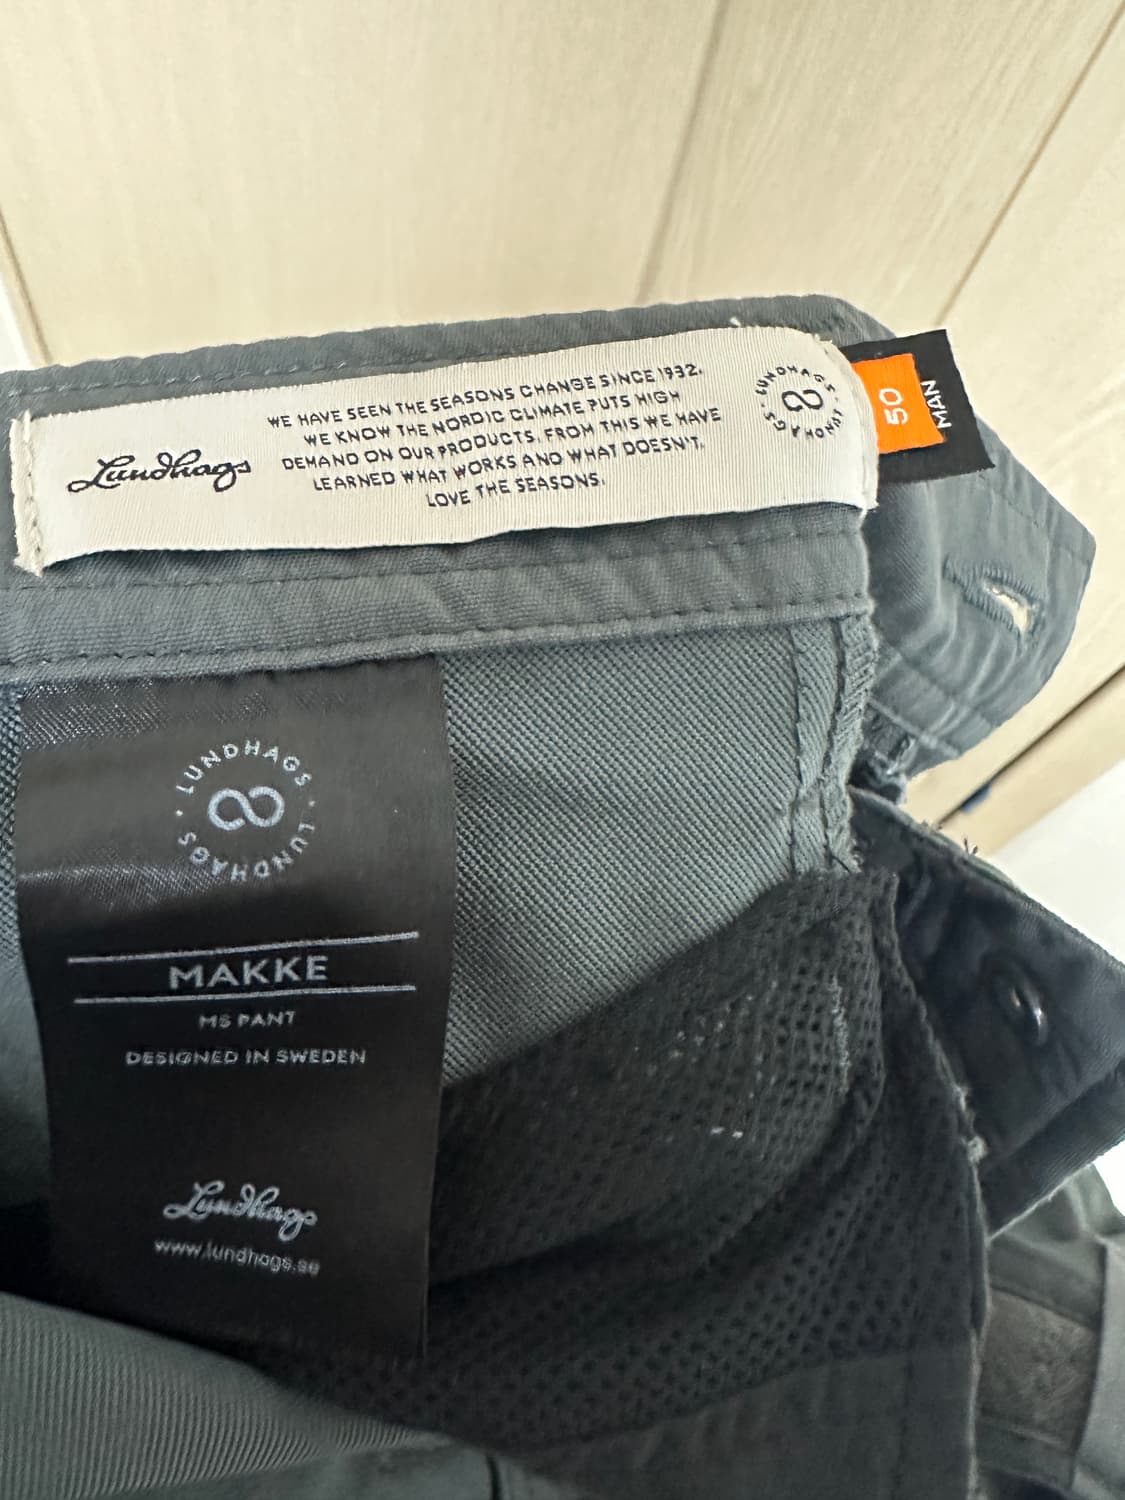 Lundhags
WE HAVE SEEN THE SEASONS CHANGE SINCE 1932.
WE KNOW THE NORDIC CLIMATE PUTS HIGH
DEMAND ON OUR PRODUCTS. FROM THIS WE HAVE
LEARNED WHAT WORKS AND WHAT DOESN'T.
LOVE THE SEASONS.
LUNDHAGS · LUNDHAGS ·
50
MAN
LUNDHAGS · LUNDHAGS ·
MAKKE
MS PANT
DESIGNED IN SWEDEN
Lundhags
www.lundhags.se